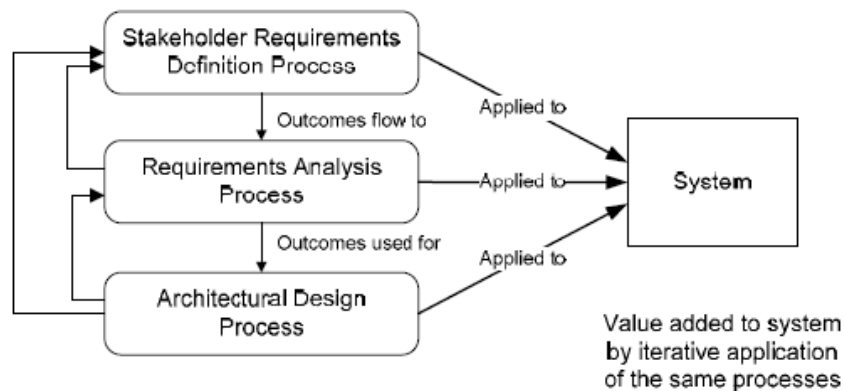 Stakeholder Requirements
Definition Process
Applied to
Outcomes flow to
Requirements Analysis
Process
Applied to
System
Outcomes used for
Applied to
Architectural Design
Process
Value added to system
by iterative application
of the same processes